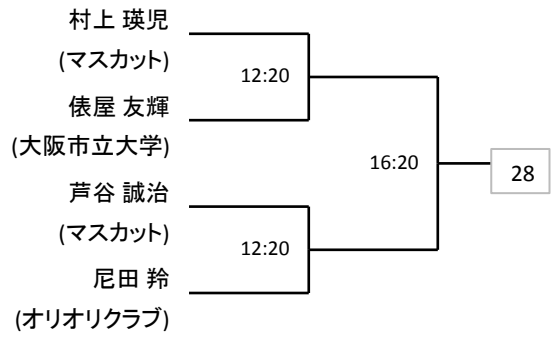 村上 瑛児
(マスカット)
12:20
俵屋 友輝
(大阪市立大学)
16:20
28
芦谷 誠治
(マスカット)
12:20
尼田 羚
(オリオリクラブ)